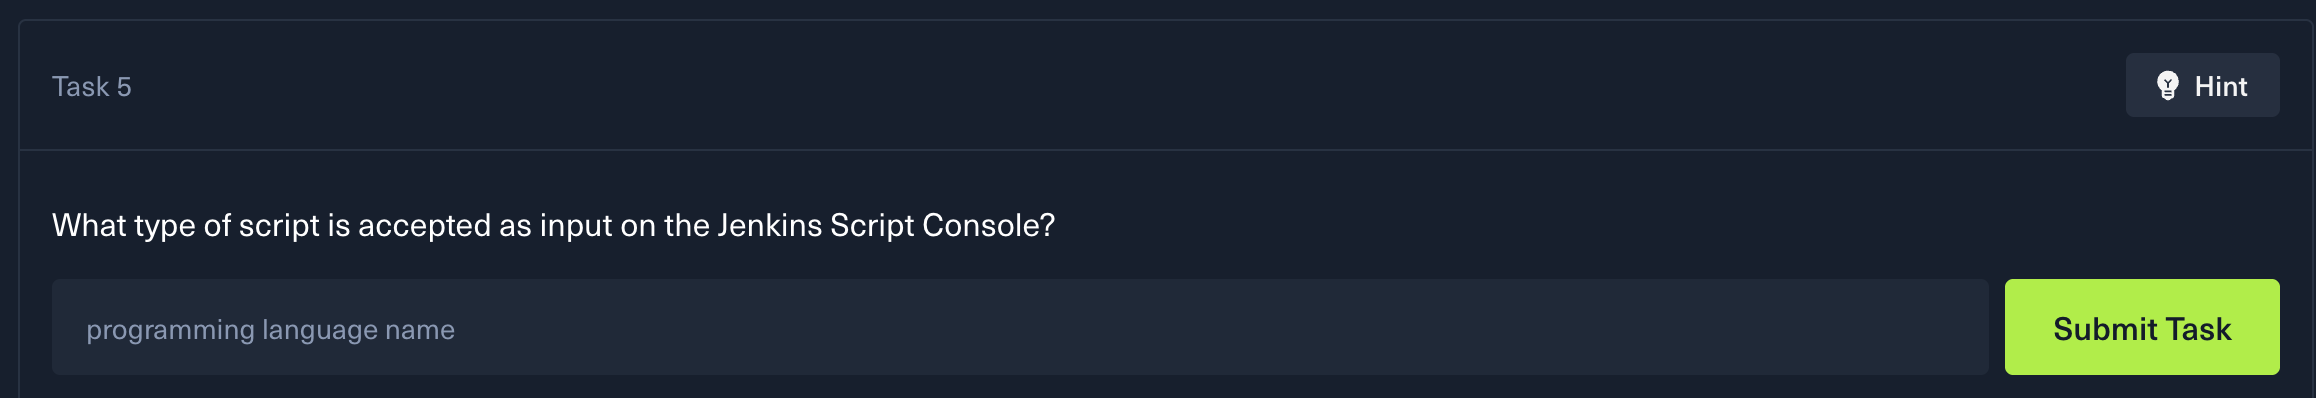 Task 5
Hint
What type of script is accepted as input on the Jenkins Script Console?
programming language name
Submit Task